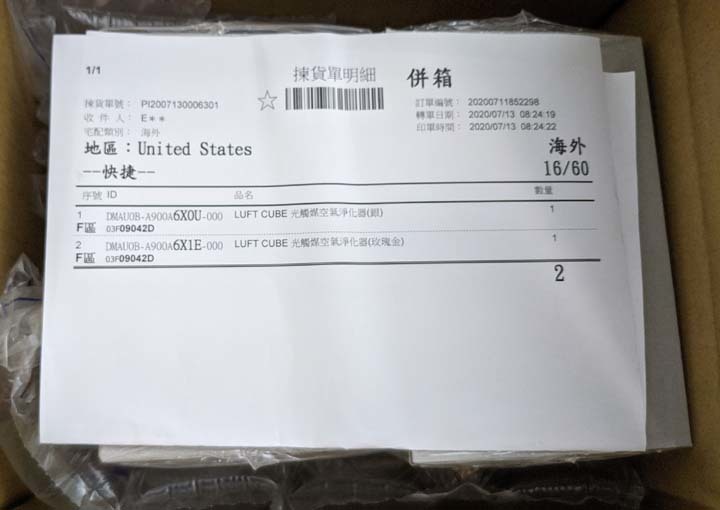 1/1
揀貨單明細 併箱
揀貨單號： PI2007130006301
收 件 人： E＊＊
宅配類別： 海外
訂單編號： 20200711852298
轉單日期： 2020/07/13 08:24:19
印單時間： 2020/07/13 08:24:22
地區：United States 海外
--快捷-- 16/60
序號 ID 品名 數量
1 DMAU0B-A900A6X0U-000 LUFT CUBE 光觸媒空氣淨化器(銀) 1
F區 03F09042D
2 DMAU0B-A900A6X1E-000 LUFT CUBE 光觸媒空氣淨化器(玫瑰金) 1
F區 03F09042D
2